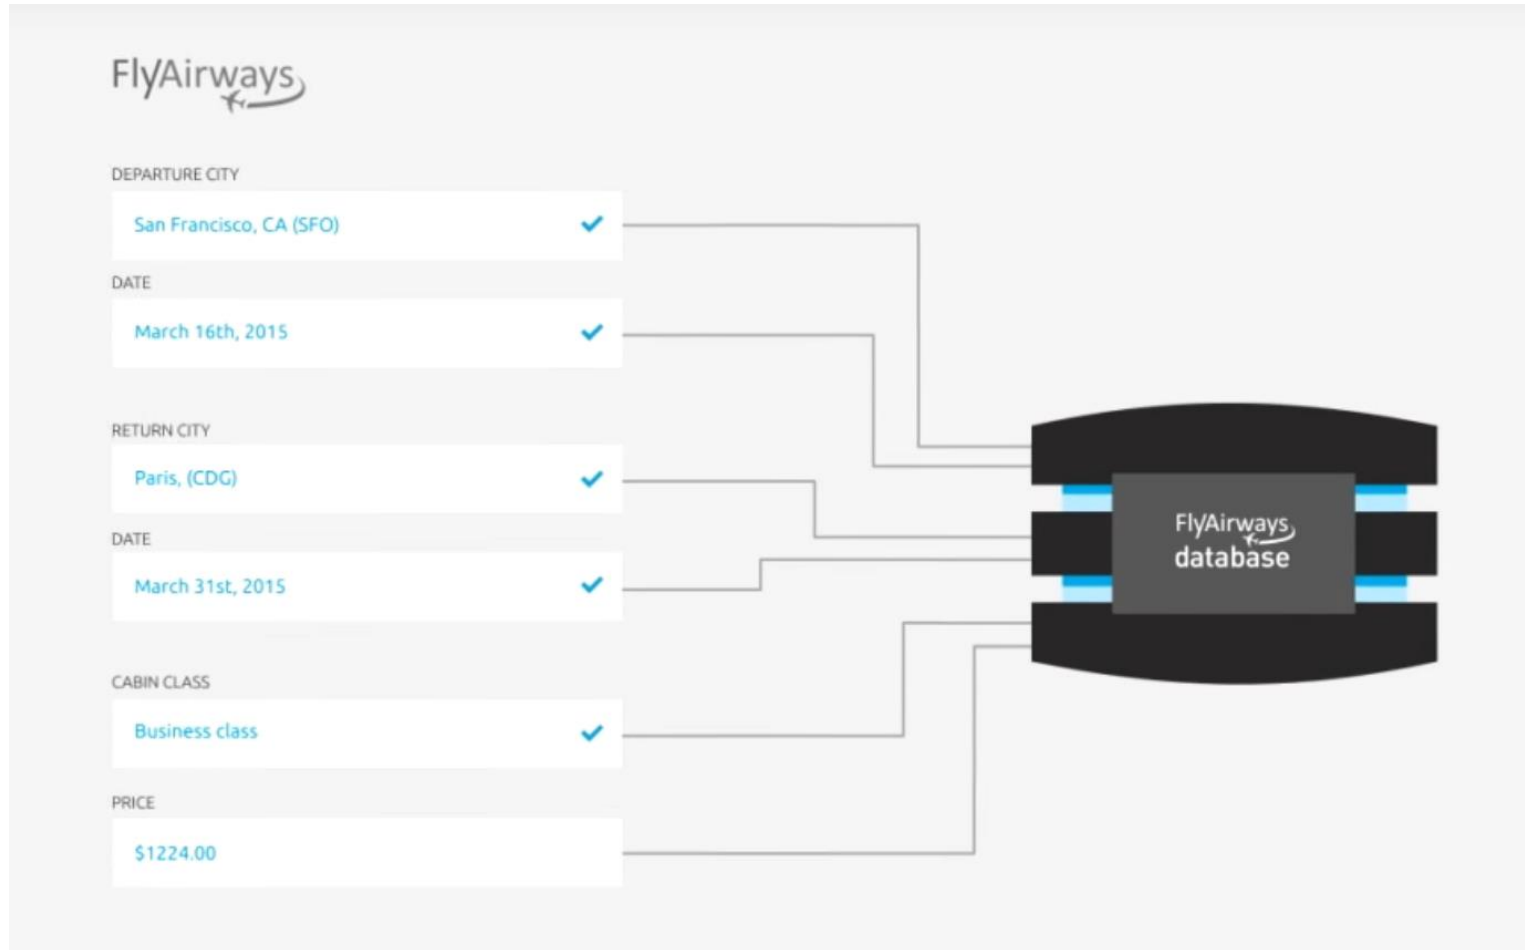 FlyAirways
DEPARTURE CITY
San Francisco, CA (SFO)
DATE
March 16th, 2015
RETURN CITY
Paris, (CDG)
DATE
March 31st, 2015
CABIN CLASS
Business class
PRICE
$1224.00
FlyAirways
database